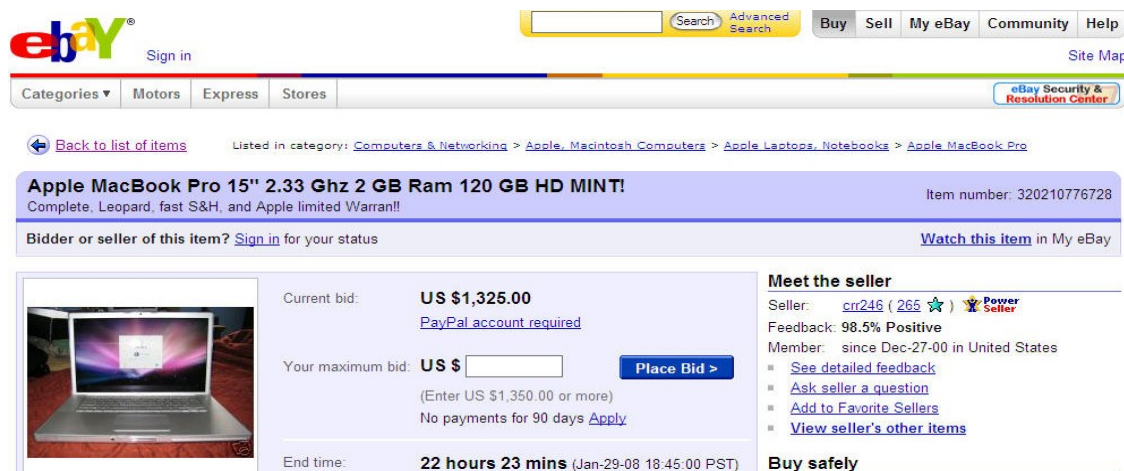 ebay®
Sign in
Search
Advanced
Search
Buy Sell My eBay Community Help
Site Map
Categories ▼ Motors Express Stores
eBay Security &
Resolution Center
Back to list of items
Listed in category: Computers & Networking > Apple, Macintosh Computers > Apple Laptops, Notebooks > Apple MacBook Pro
Apple MacBook Pro 15" 2.33 Ghz 2 GB Ram 120 GB HD MINT!
Complete, Leopard, fast S&H, and Apple limited Warran!!
Item number: 320210776728
Bidder or seller of this item? Sign in for your status
Watch this item in My eBay
Current bid: US $1,325.00
PayPal account required
Your maximum bid: US $
Place Bid >
(Enter US $1,350.00 or more)
No payments for 90 days Apply
End time: 22 hours 23 mins (Jan-29-08 18:45:00 PST)
Meet the seller
Seller: crr246 ( 265 ) Power
Seller
Feedback: 98.5% Positive
Member: since Dec-27-00 in United States
See detailed feedback
Ask seller a question
Add to Favorite Sellers
View seller's other items
Buy safely